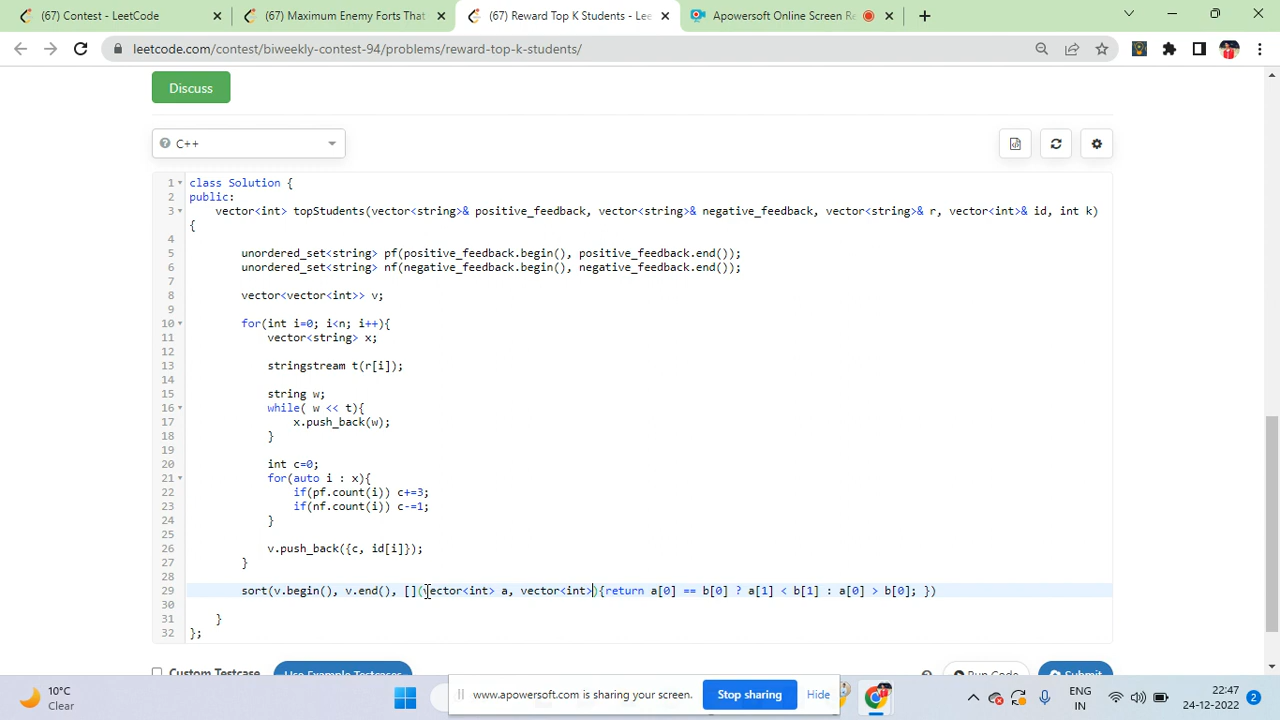 (67) Contest - LeetCode
(67) Maximum Enemy Forts That
(67) Reward Top K Students - Lee
Apowersoft Online Screen Re
leetcode.com/contest/biweekly-contest-94/problems/reward-top-k-students/
Discuss
C++
1 class Solution {
2 public:
3 vector<int> topStudents(vector<string>& positive_feedback, vector<string>& negative_feedback, vector<string>& r, vector<int>& id, int k)
{
4
5 unordered_set<string> pf(positive_feedback.begin(), positive_feedback.end());
6 unordered_set<string> nf(negative_feedback.begin(), negative_feedback.end());
7
8 vector<vector<int>> v;
9
10 for(int i=0; i<n; i++){
11 vector<string> x;
12
13 stringstream t(r[i]);
14
15 string w;
16 while( w << t){
17 x.push_back(w);
18 }
19
20 int c=0;
21 for(auto i : x){
22 if(pf.count(i)) c+=3;
23 if(nf.count(i)) c-=1;
24 }
25
26 v.push_back({c, id[i]});
27 }
28
29 sort(v.begin(), v.end(), [](vector<int> a, vector<int>){return a[0] == b[0] ? a[1] < b[1] : a[0] > b[0]; })
30
31 }
32 };
Custom Testcase
Use Example Testcases
Run Code
Submit
www.apowersoft.com is sharing your screen.
Stop sharing
Hide
10°C
Clear
ENG
IN
22:47
24-12-2022
2